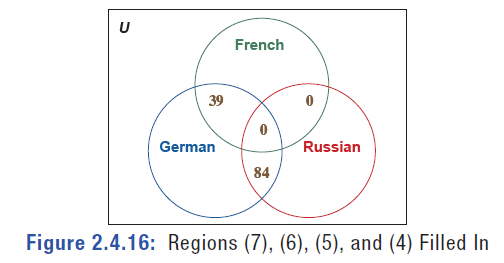 U
French
39
0
0
German
Russian
84
Figure 2.4.16: Regions (7), (6), (5), and (4) Filled In